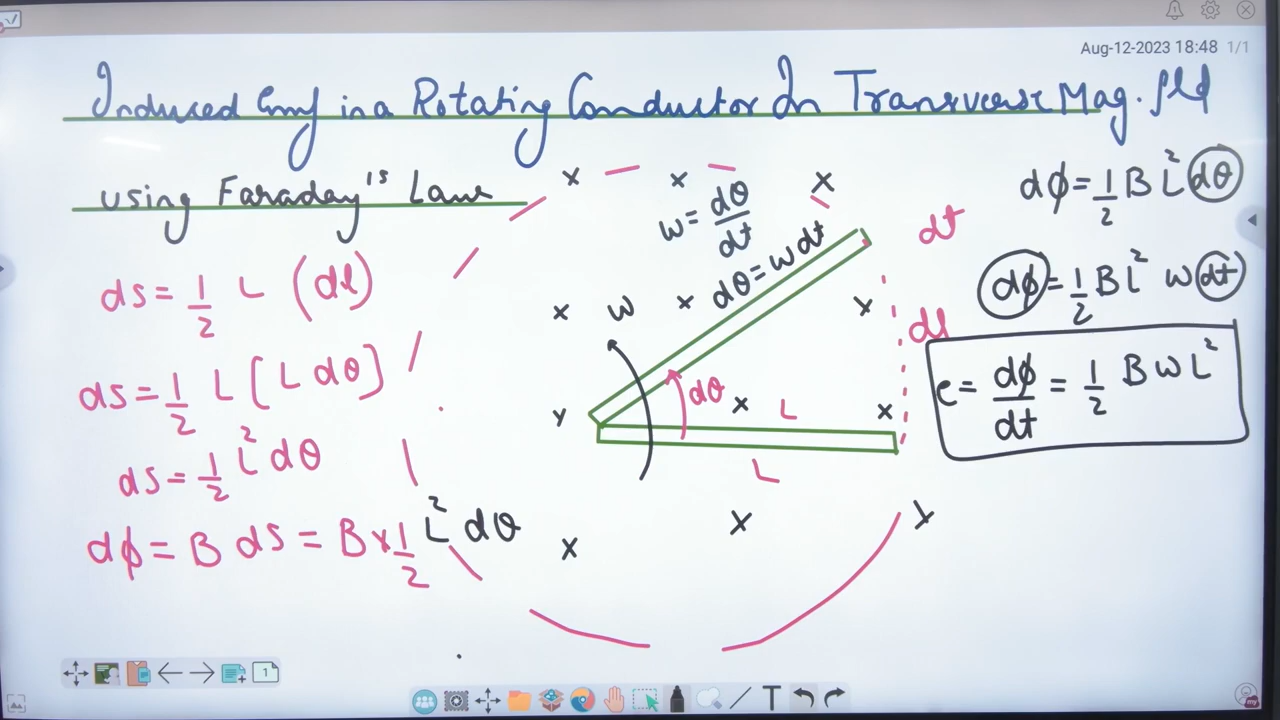 Aug-12-2023 18:48 1/1
Induced Emf in a Rotating Conductor In Transverse Mag. fld
using Faraday's Law
ds = 1/2 L (dl)
ds = 1/2 L [L dθ]
ds = 1/2 L² dθ
dϕ = B ds = B x 1/2 L² dθ
w = dθ/dt
dθ = w dt
w
dθ
L
L
dt
dl
dϕ = 1/2 B L² dθ
dϕ = 1/2 B L² w dt
e = dϕ/dt = 1/2 B w L²
1
T
my